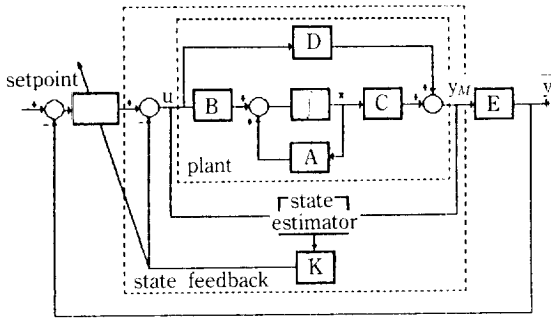 D
setpoint
u
B
∫
x
C
y_M
E
y
A
plant
state
estimator
K
state feedback